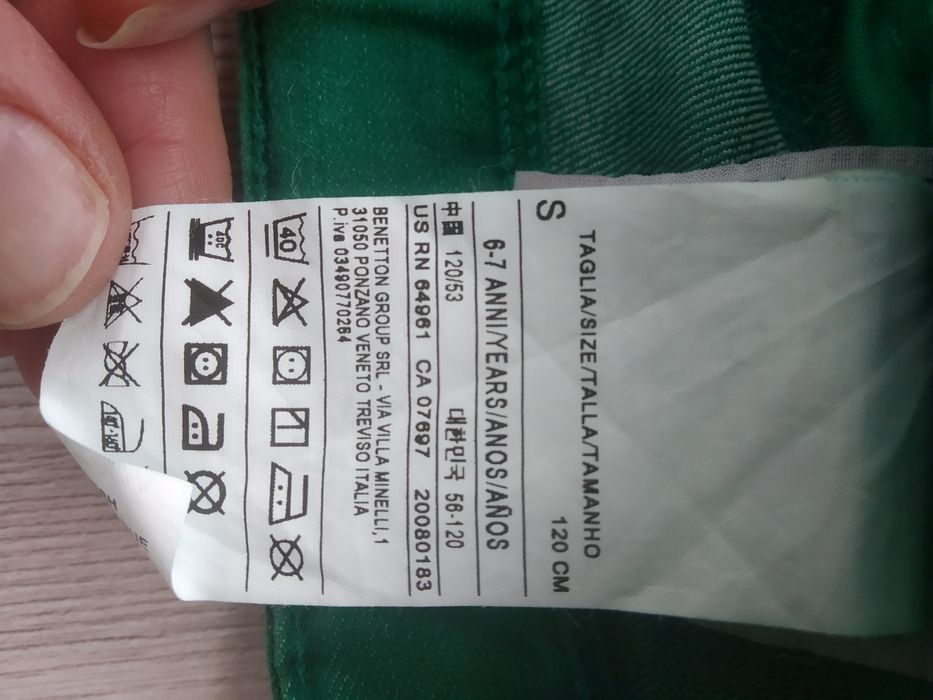 TAGLIA/SIZE/TALLA/TAMANHO
S 120 CM
6-7 ANNI/YEARS/ANOS/AÑOS
中国 120/53 대한민국 56-120
US RN 64961 CA 07697 20080183
BENETTON GROUP SRL - VIA VILLA MINELLI,1
31050 PONZANO VENETO TREVISO ITALIA
P.iva 03490770264
40
40C